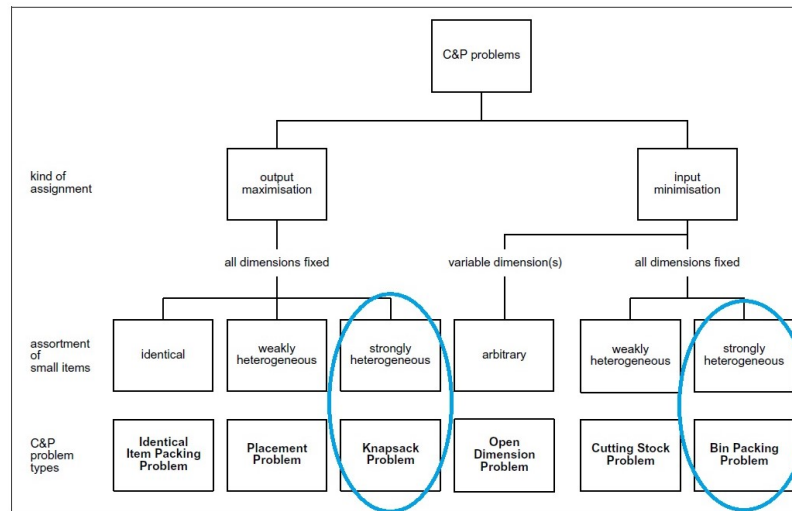 C&P problems
kind of
assignment
output
maximisation
input
minimisation
all dimensions fixed
variable dimension(s)
all dimensions fixed
assortment
of
small items
identical
weakly
heterogeneous
strongly
heterogeneous
arbitrary
weakly
heterogeneous
strongly
heterogeneous
C&P
problem
types
Identical
Item Packing
Problem
Placement
Problem
Knapsack
Problem
Open
Dimension
Problem
Cutting Stock
Problem
Bin Packing
Problem